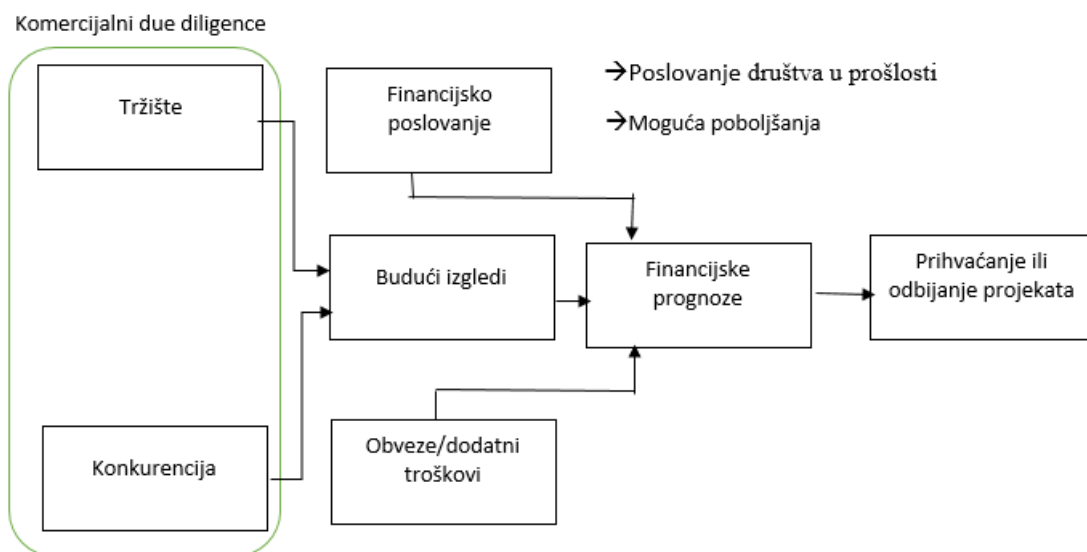 Komercijalni due diligence
Tržište
Financijsko
poslovanje
→Poslovanje društva u prošlosti
→Moguća poboljšanja
Budući izgledi
Financijske
prognoze
Prihvaćanje ili
odbijanje projekata
Konkurencija
Obveze/dodatni
troškovi